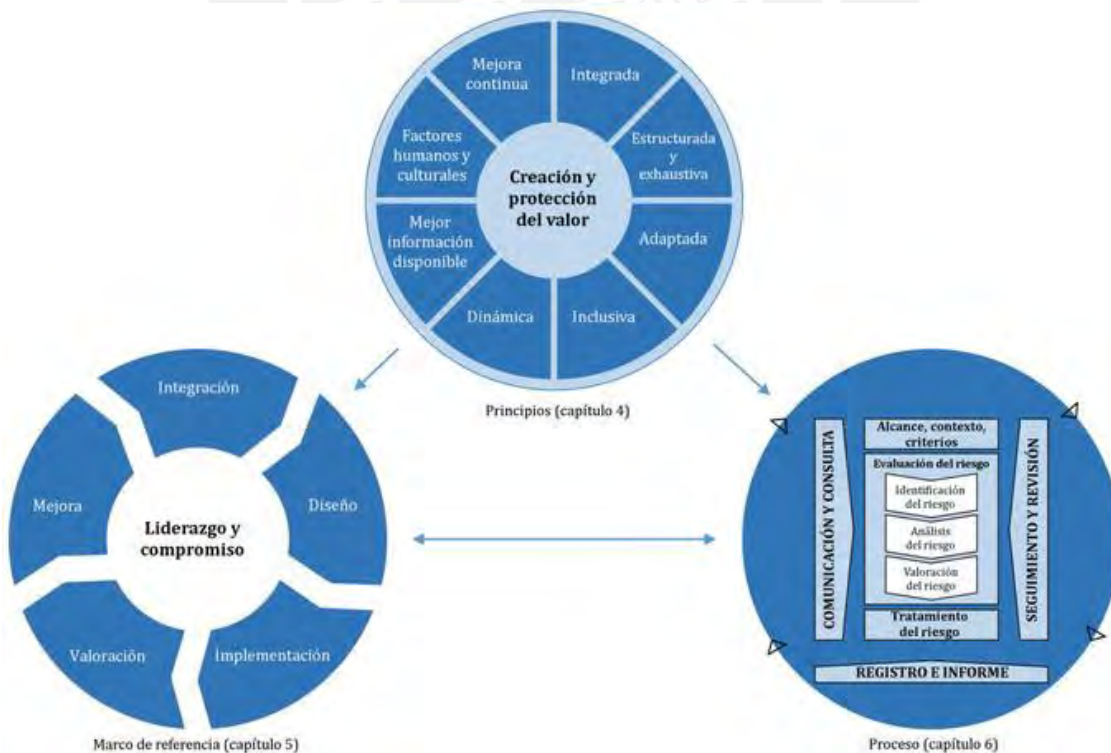 Mejora
continua
Integrada
Factores
humanos y
culturales
Estructurada
y
exhaustiva
Creación y
protección
del valor
Mejor
información
disponible
Adaptada
Dinámica
Inclusiva
Principios (capítulo 4)
Integración
Mejora
Diseño
Liderazgo y
compromiso
Valoración
Implementación
Marco de referencia (capítulo 5)
COMUNICACIÓN Y CONSULTA
Alcance, contexto,
criterios
Evaluación del riesgo
Identificación
del riesgo
Análisis
del riesgo
Valoración
del riesgo
Tratamiento
del riesgo
SEGUIMIENTO Y REVISIÓN
REGISTRO E INFORME
Proceso (capítulo 6)